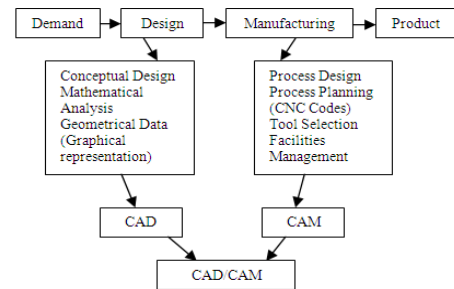 Demand
Design
Manufacturing
Product
Conceptual Design
Mathematical
Analysis
Geometrical Data
(Graphical
representation)
Process Design
Process Planning
(CNC Codes)
Tool Selection
Facilities
Management
CAD
CAM
CAD/CAM